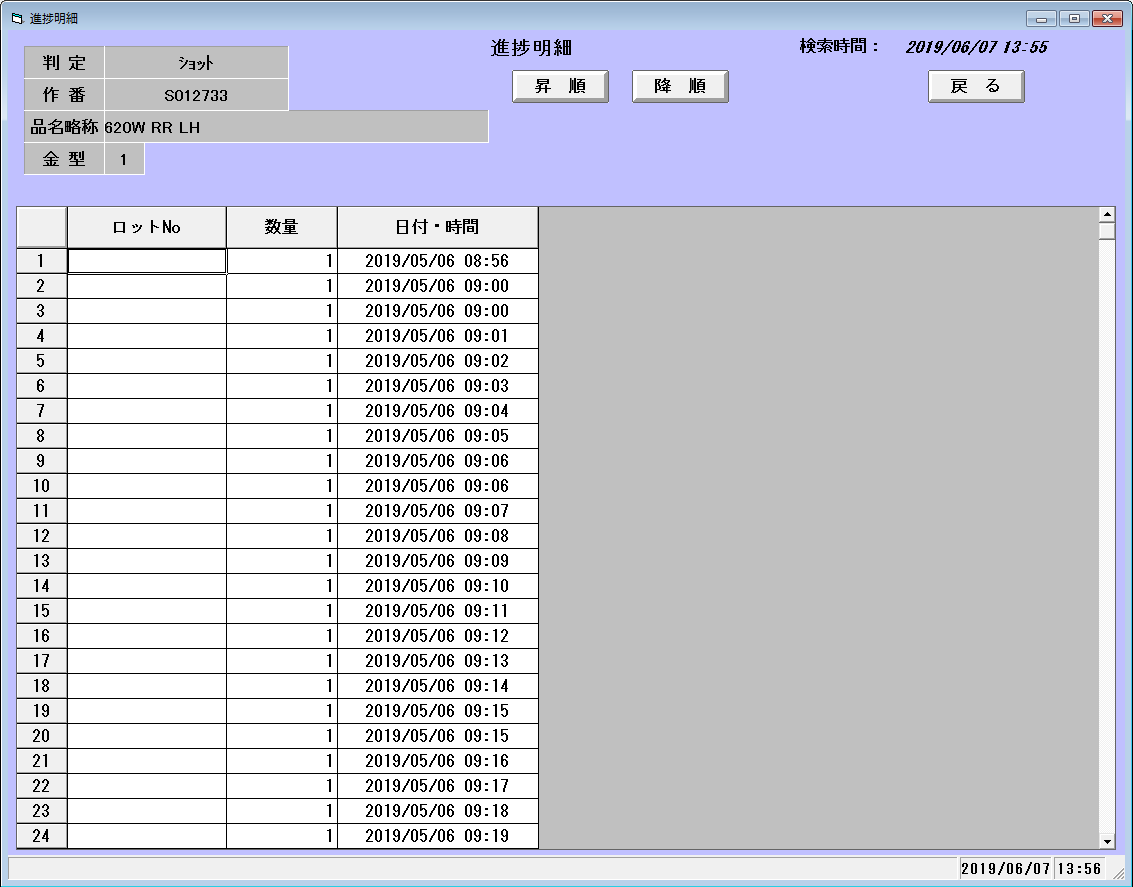 進捗明細
進捗明細
検索時間： 2019/06/07 13:55
判 定 ｼｮｯﾄ
昇 順 降 順 戻 る
作 番 S012733
品名略称 620W RR LH
金 型 1
ロットNo 数量 日付・時間
1 1 2019/05/06 08:56
2 1 2019/05/06 09:00
3 1 2019/05/06 09:00
4 1 2019/05/06 09:01
5 1 2019/05/06 09:02
6 1 2019/05/06 09:03
7 1 2019/05/06 09:04
8 1 2019/05/06 09:05
9 1 2019/05/06 09:06
10 1 2019/05/06 09:06
11 1 2019/05/06 09:07
12 1 2019/05/06 09:08
13 1 2019/05/06 09:09
14 1 2019/05/06 09:10
15 1 2019/05/06 09:11
16 1 2019/05/06 09:12
17 1 2019/05/06 09:13
18 1 2019/05/06 09:14
19 1 2019/05/06 09:15
20 1 2019/05/06 09:15
21 1 2019/05/06 09:16
22 1 2019/05/06 09:17
23 1 2019/05/06 09:18
24 1 2019/05/06 09:19
2019/06/07 13:56